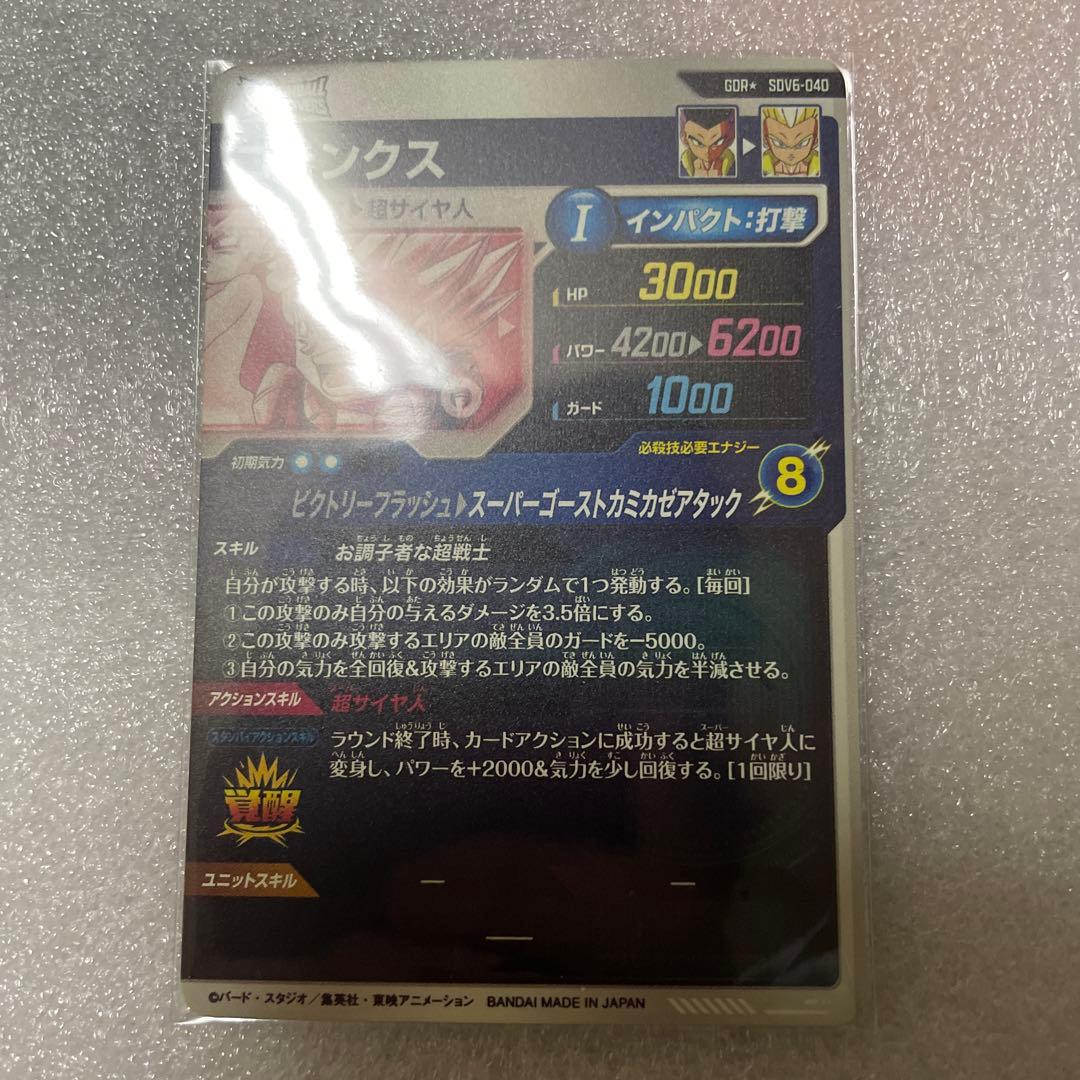 GDR★ SDV6-040
ンクス
超サイヤ人
I インパクト:打撃
HP 3000
パワー 4200▶6200
ガード 1000
必殺技必要エナジー
8
初期気力
ビクトリーフラッシュ▶スーパーゴーストカミカゼアタック
スキル お調子者な超戦士
自分が攻撃する時、以下の効果がランダムで1つ発動する。[毎回]
①この攻撃のみ自分の与えるダメージを3.5倍にする。
②この攻撃のみ攻撃するエリアの敵全員のガードを-5000。
③自分の気力を全回復&攻撃するエリアの敵全員の気力を半減させる。
アクションスキル 超サイヤ人
スタンバイアクションスキル
ラウンド終了時、カードアクションに成功すると超サイヤ人に
変身し、パワーを+2000&気力を少し回復する。[1回限り]
覚醒
ユニットスキル ー ー
ー
©バード・スタジオ/集英社・東映アニメーション BANDAI MADE IN JAPAN